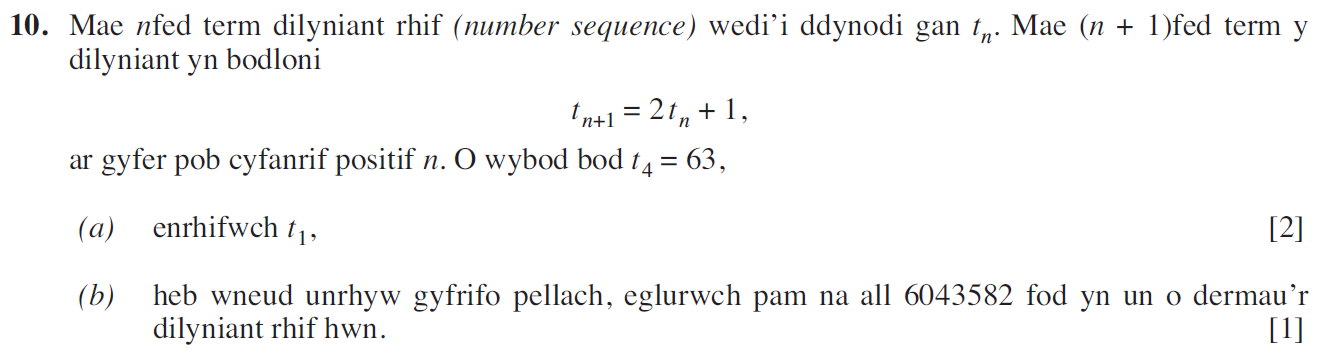 10. Mae nfed term dilyniant rhif (number sequence) wedi’i ddynodi gan tₙ. Mae (n + 1)fed term y
dilyniant yn bodloni
tₙ₊₁ = 2tₙ + 1,
ar gyfer pob cyfanrif positif n. O wybod bod t₄ = 63,
(a) enrhifwch t₁, [2]
(b) heb wneud unrhyw gyfrifo pellach, eglurwch pam na all 6043582 fod yn un o dermau’r
dilyniant rhif hwn. [1]